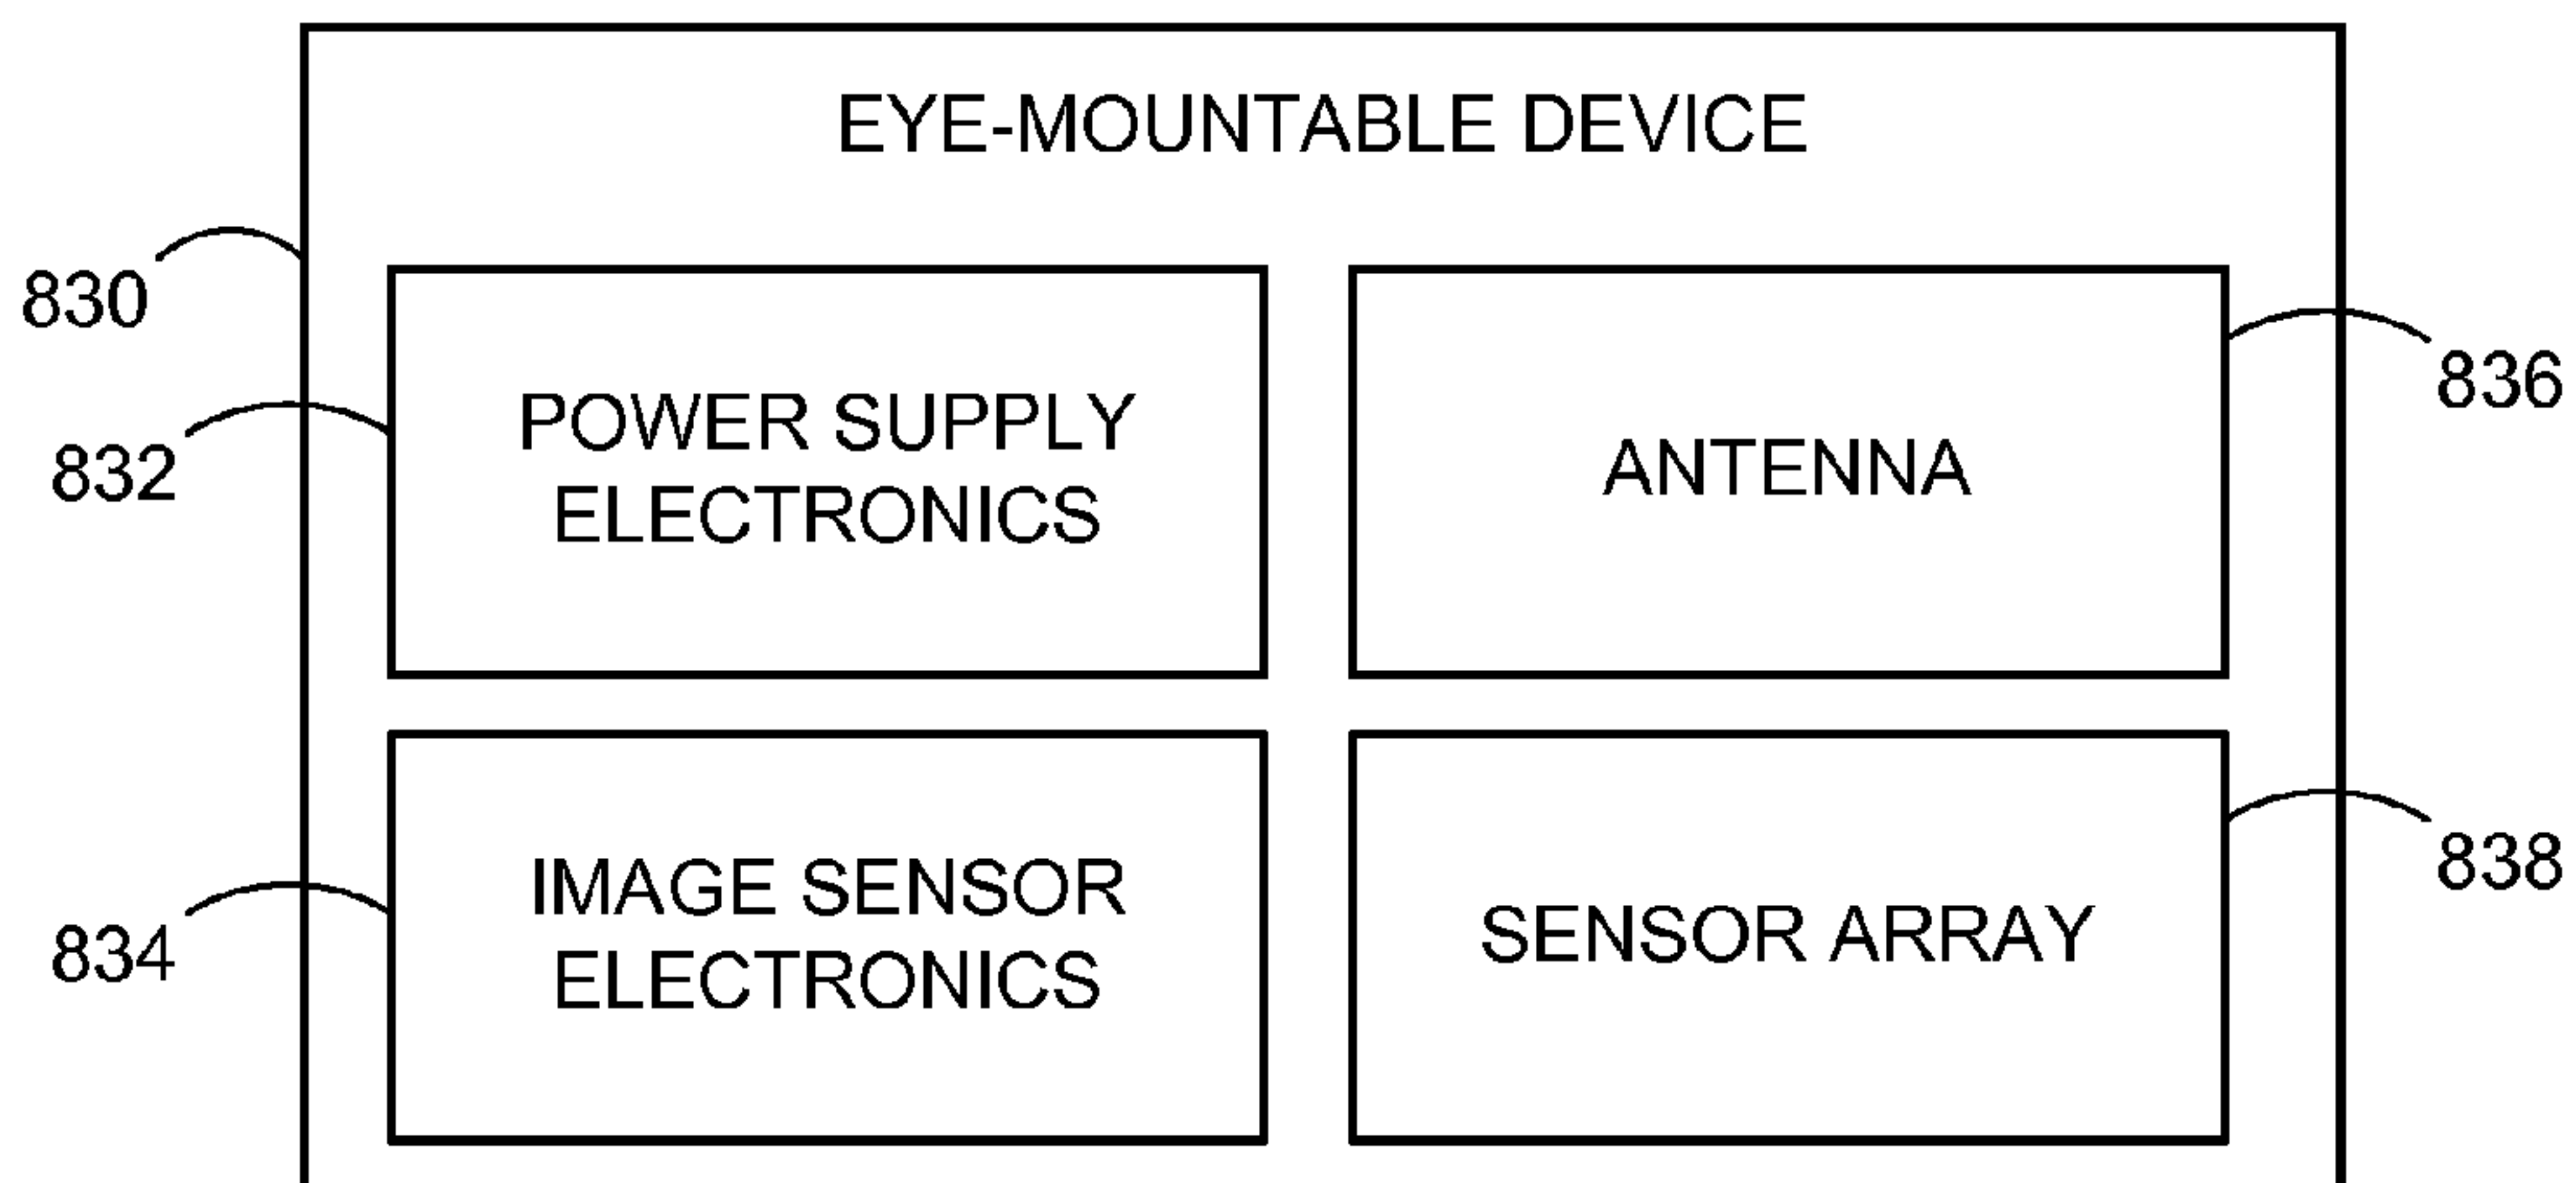 EYE-MOUNTABLE DEVICE
830
832
POWER SUPPLY
ELECTRONICS
ANTENNA
836
834
IMAGE SENSOR
ELECTRONICS
SENSOR ARRAY
838